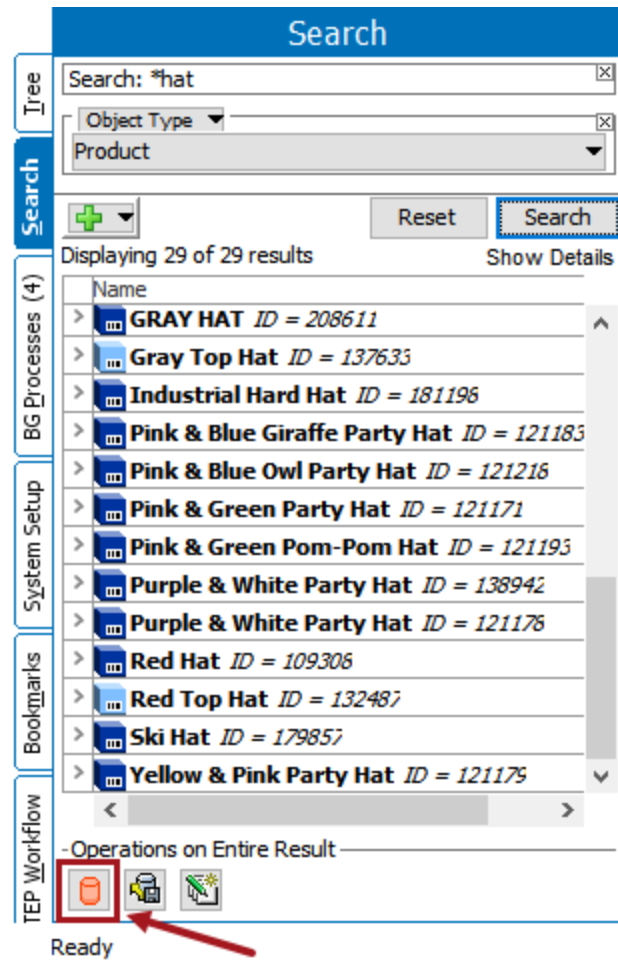 Search
Search: *hat
Object Type
Product
Reset
Search
Displaying 29 of 29 results
Show Details
Name
GRAY HAT ID = 208611
Gray Top Hat ID = 137633
Industrial Hard Hat ID = 181198
Pink & Blue Giraffe Party Hat ID = 121183
Pink & Blue Owl Party Hat ID = 121218
Pink & Green Party Hat ID = 121171
Pink & Green Pom-Pom Hat ID = 121193
Purple & White Party Hat ID = 138942
Purple & White Party Hat ID = 121178
Red Hat ID = 109308
Red Top Hat ID = 132487
Ski Hat ID = 179857
Yellow & Pink Party Hat ID = 121179
Operations on Entire Result
Ready
Tree
Search
BG Processes (4)
System Setup
Bookmarks
TEP Workflow